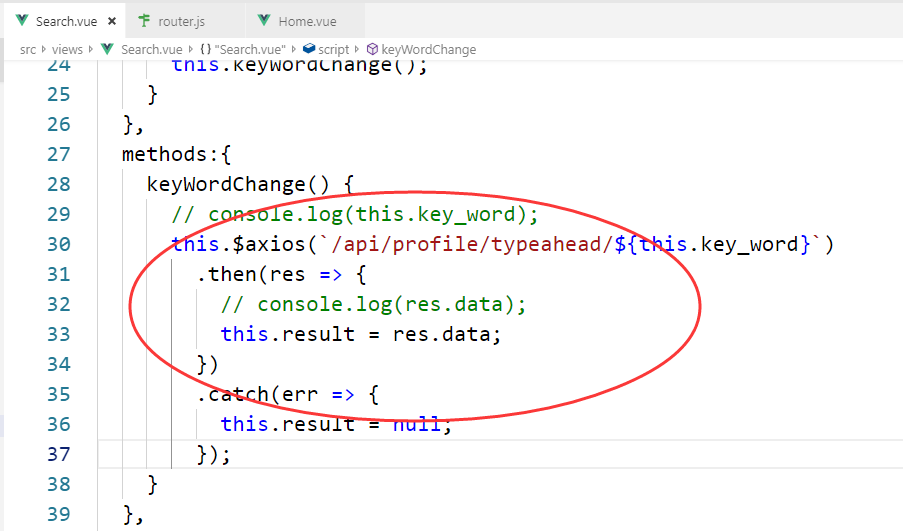 Search.vue × router.js Home.vue
src > views > Search.vue > {} "Search.vue" > script > keyWordChange
24 this.keyWordChange();
25 }
26 },
27 methods:{
28 keyWordChange() {
29 // console.log(this.key_word);
30 this.$axios(`/api/profile/typeahead/${this.key_word}`)
31 .then(res => {
32 // console.log(res.data);
33 this.result = res.data;
34 })
35 .catch(err => {
36 this.result = null;
37 });
38 }
39 },